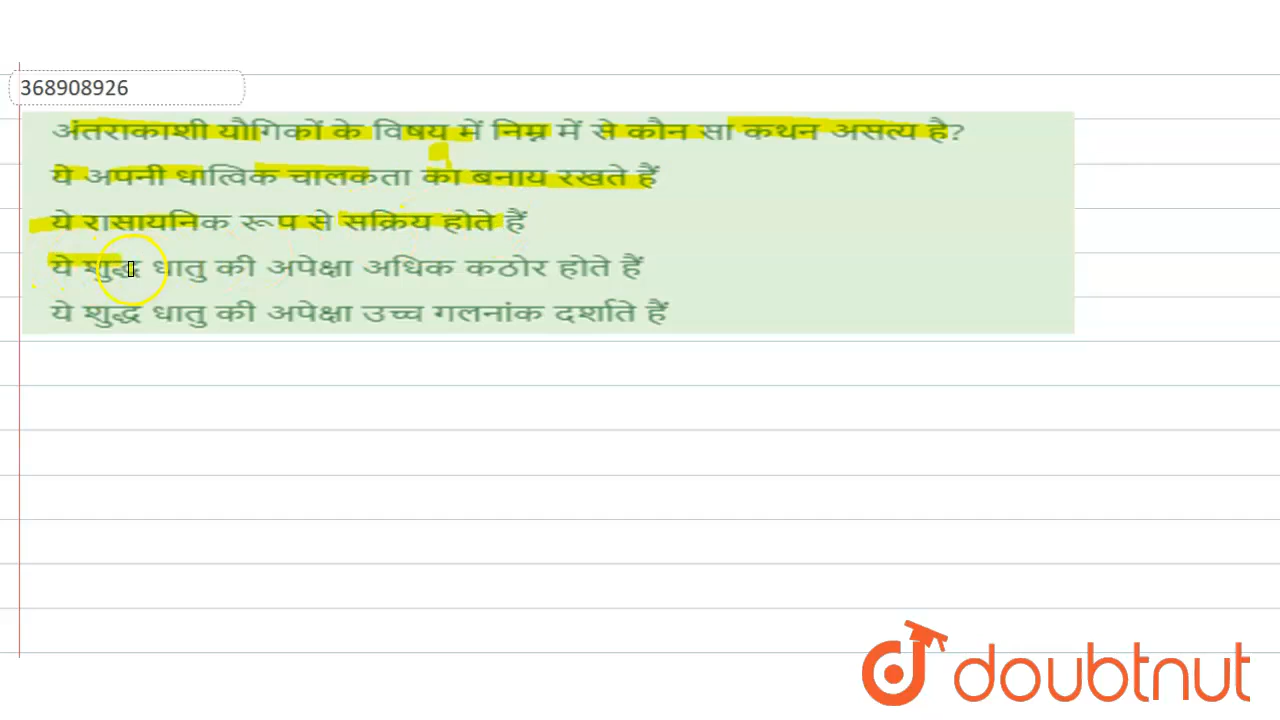 368908926
अंतराकाशी यौगिकों के विषय में निम्न में से कौन सा कथन असत्य है?
ये अपनी धात्विक चालकता का बनाय रखते हैं
ये रासायनिक रूप से सक्रिय होते हैं
ये शुद्ध धातु की अपेक्षा अधिक कठोर होते हैं
ये शुद्ध धातु की अपेक्षा उच्च गलनांक दर्शाते हैं
doubtnut